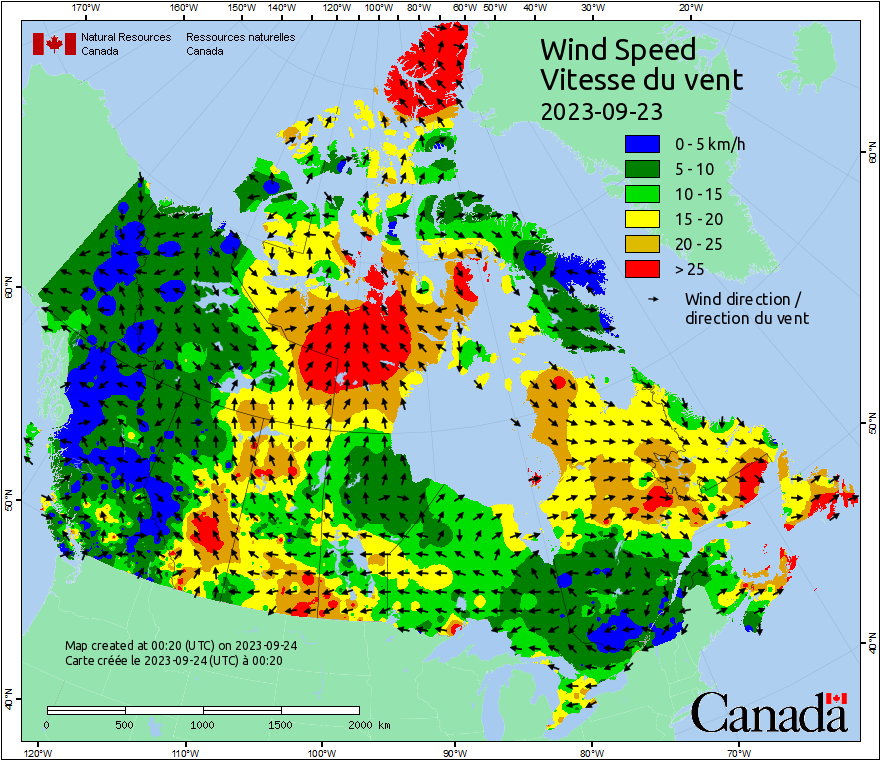 170°W 160°W 150°W 140°W 130°W 120°W 110°W 100°W 80°W 60°W 50°W 40°W 30°W 20°W
Natural Resources Canada
Ressources naturelles Canada
Wind Speed
Vitesse du vent
2023-09-23
0 - 5 km/h
5 - 10
10 - 15
15 - 20
20 - 25
> 25
Wind direction /
direction du vent
60°N
50°N
40°N
60°N
50°N
40°N
Map created at 00:20 (UTC) on 2023-09-24
Carte créée le 2023-09-24 (UTC) à 00:20
0 500 1000 1500 2000 km
Canada
120°W 110°W 100°W 90°W 80°W 70°W